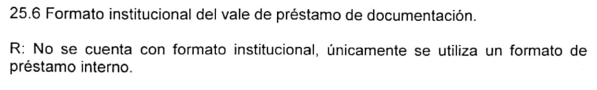 25.6 Formato institucional del vale de préstamo de documentación.
R: No se cuenta con formato institucional, únicamente se utiliza un formato de
préstamo interno.